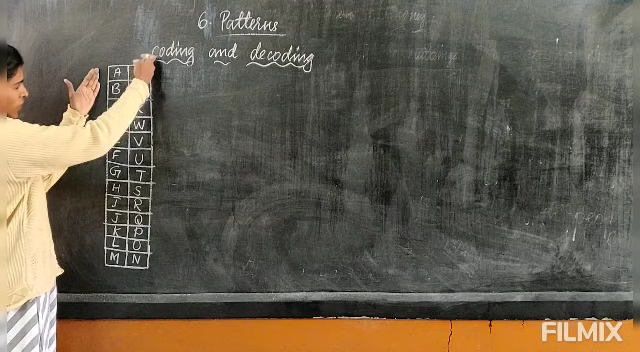 6. Patterns
coding and decoding
A
B
W
V
F U
G T
H S
I R
J Q
K P
L O
M N
FILMIX